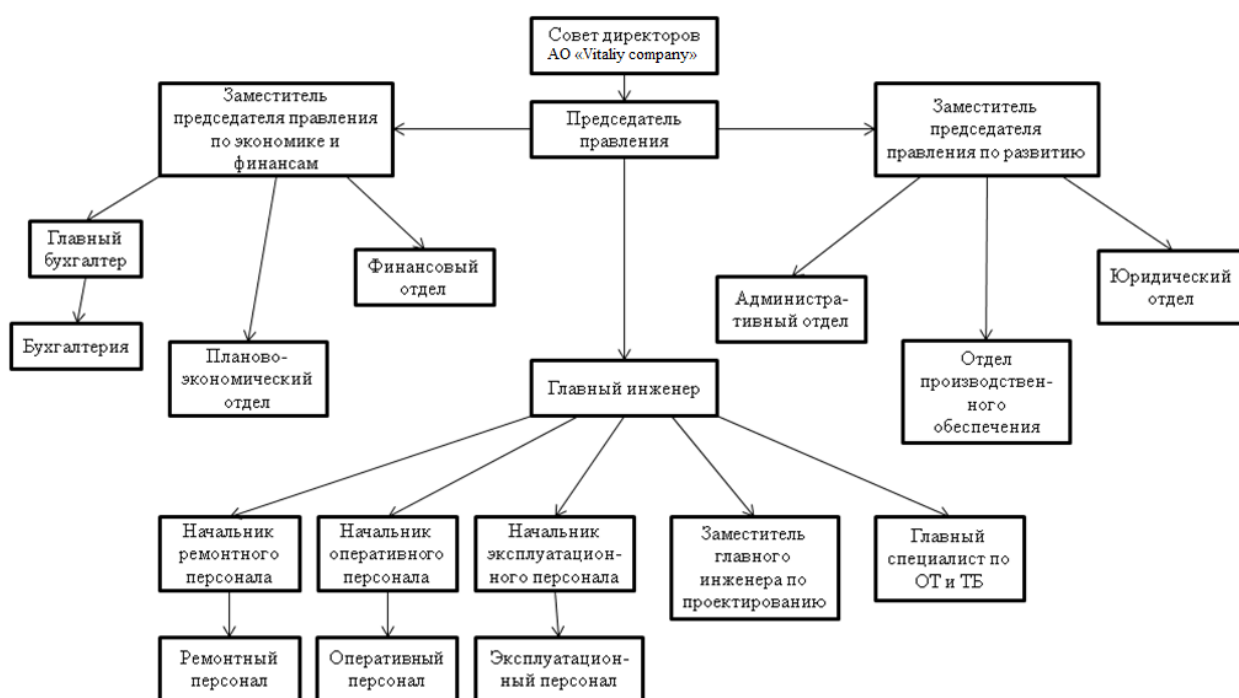 Совет директоров
АО «Vitaliy company»
Заместитель
председателя правления
по экономике и
финансам
Председатель
правления
Заместитель
председателя
правления по развитию
Главный
бухгалтер
Финансовый
отдел
Бухгалтерия
Планово-
экономический
отдел
Администра-
тивный отдел
Отдел
производствен-
ного
обеспечения
Юридический
отдел
Главный инженер
Начальник
ремонтного
персонала
Начальник
оперативного
персонала
Начальник
эксплуатацион-
ного персонала
Заместитель
главного
инженера по
проектированию
Главный
специалист по
ОТ и ТБ
Ремонтный
персонал
Оперативный
персонал
Эксплуатацион-
ный персонал